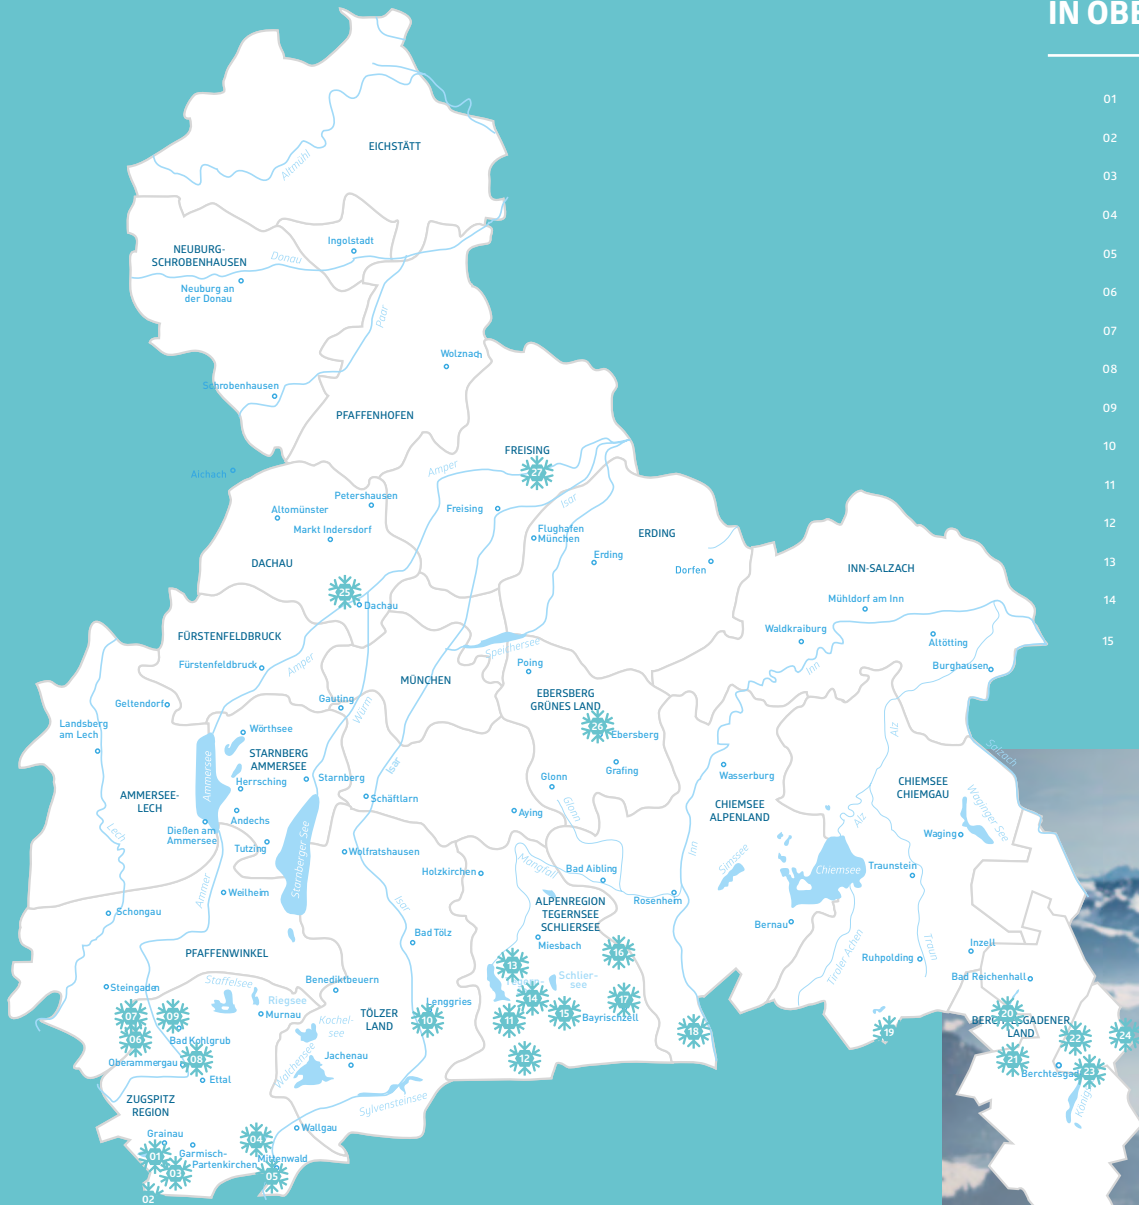 IN OBE
01
02
03
04
05
06
07
08
09
10
11
12
13
14
15
EICHSTÄTT
Altmühl
NEUBURG-
SCHROBENHAUSEN
Donau
Ingolstadt
Neuburg an
der Donau
Paar
Wolznach
Schrobenhausen
PFAFFENHOFEN
FREISING
27
Aichach
Amper
Petershausen
Altomünster
Freising
Isar
Markt Indersdorf
Flughafen
München
ERDING
Erding
Dorfen
DACHAU
INN-SALZACH
25
Dachau
Mühldorf am Inn
Waldkraiburg
Altötting
Burghausen
Inn
FÜRSTENFELDBRUCK
Fürstenfeldbruck
Amper
Speichersee
Poing
MÜNCHEN
EBERSBERG
GRÜNES LAND
26
Ebersberg
Grafing
Geltendorf
Gauting
Würm
Landsberg
am Lech
Wörthsee
STARNBERG
AMMERSEE
Ammersee
Herrsching
Starnberg
Isar
Schäftlarn
Glonn
Glonn
Aying
Wasserburg
Alz
Salzach
CHIEMSEE
CHIEMGAU
CHIEMSEE
ALPENLAND
AMMERSEE-
LECH
Andechs
Dießen am
Ammersee
Tutzing
Lech
Starnberger See
Wolfratshausen
Holzkirchen
Mangfall
Bad Aibling
Inn
Simssee
Alz
Waginger See
Waging
Chiemsee
Traunstein
Rosenheim
Ammer
Weilheim
Isar
Schongau
ALPENREGION
TEGERNSEE
SCHLIERSEE
Miesbach
Bernau
Bad Tölz
PFAFFENWINKEL
13
16
Schlier-
see
Tiroler Achen
Traun
Ruhpolding
Inzell
Bad Reichenhall
Steingaden
Staffelsee
Riegsee
Murnau
Benediktbeuern
Lenggries
TÖLZER
LAND
10
14
17
11
15
Bayrischzell
18
19
07
09
06
Bad Kohlgrub
Kochel-
see
Oberammergau
08
Ettal
Walchensee
Jachenau
12
20
BERCHTESGADENER
LAND
22
24
21
23
Sylvensteinsee
ZUGSPITZ
REGION
Wallgau
Grainau
04
01
Garmisch-
Partenkirchen
03
Mittenwald
05
02